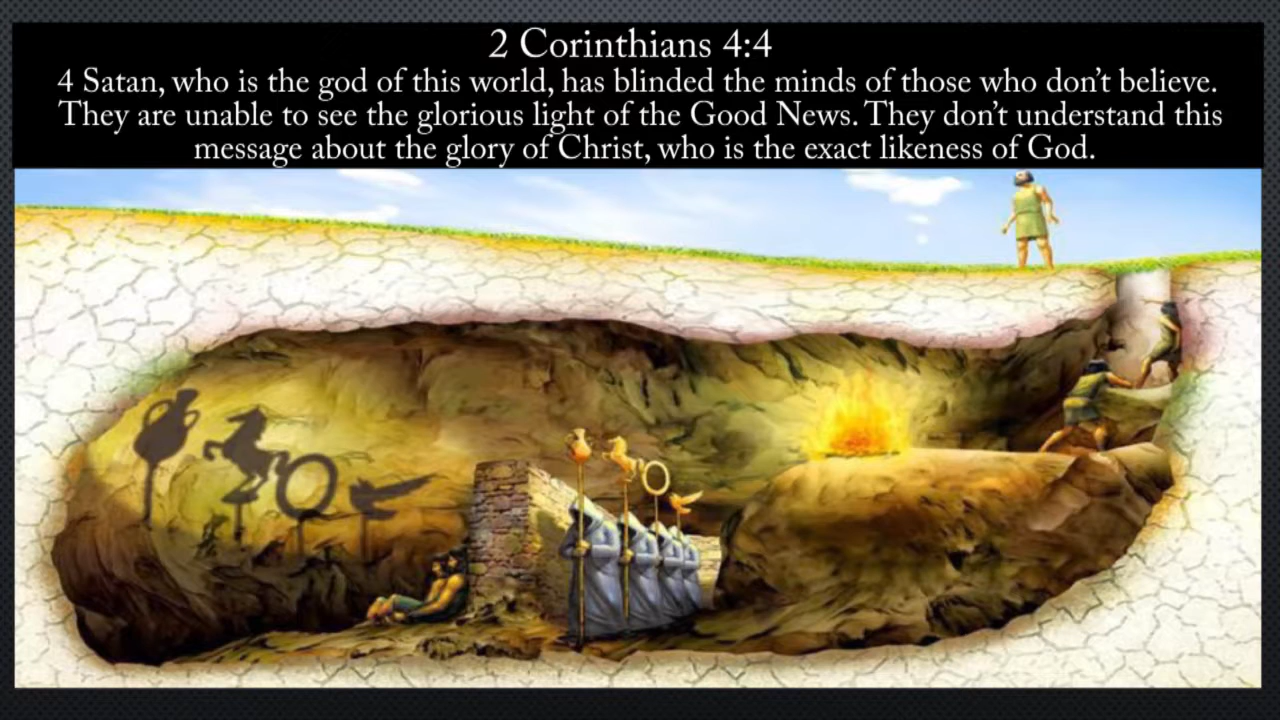 2 Corinthians 4:4
4 Satan, who is the god of this world, has blinded the minds of those who don't believe.
They are unable to see the glorious light of the Good News. They don't understand this
message about the glory of Christ, who is the exact likeness of God.